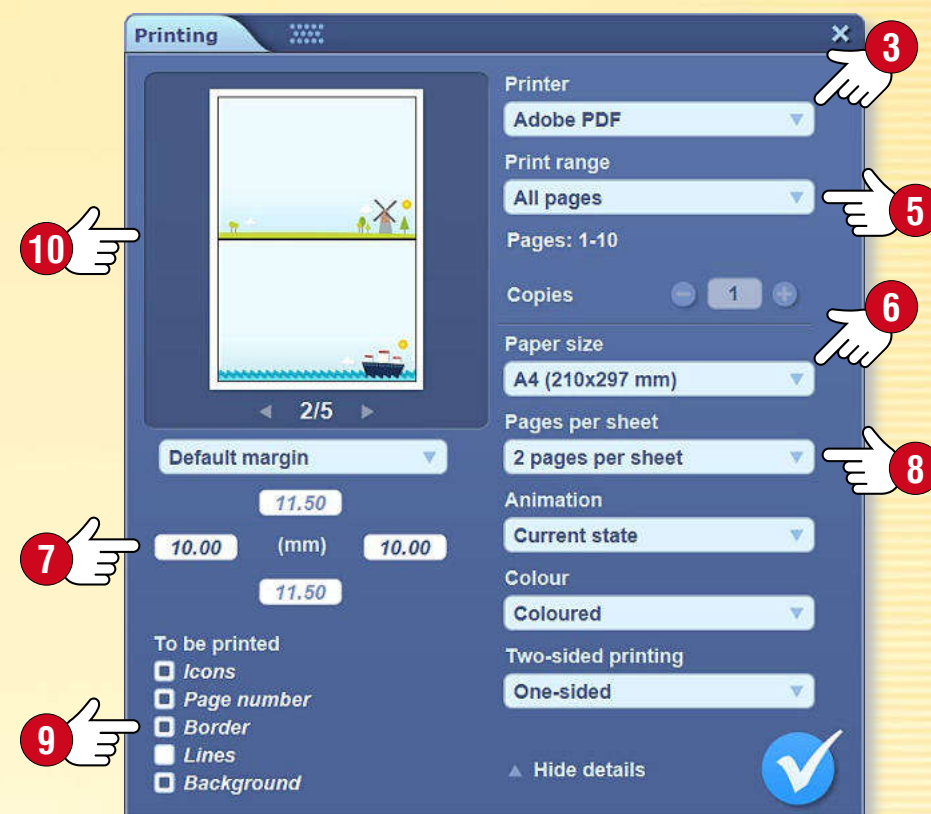 Printing
3
Printer
Adobe PDF
Print range
All pages
5
Pages: 1-10
10
Copies
1
6
Paper size
A4 (210x297 mm)
2/5
Pages per sheet
Default margin
2 pages per sheet
8
11.50
Animation
Current state
7
10.00
(mm)
10.00
11.50
Colour
Coloured
To be printed
Two-sided printing
Icons
One-sided
Page number
9
Border
Lines
Hide details
Background